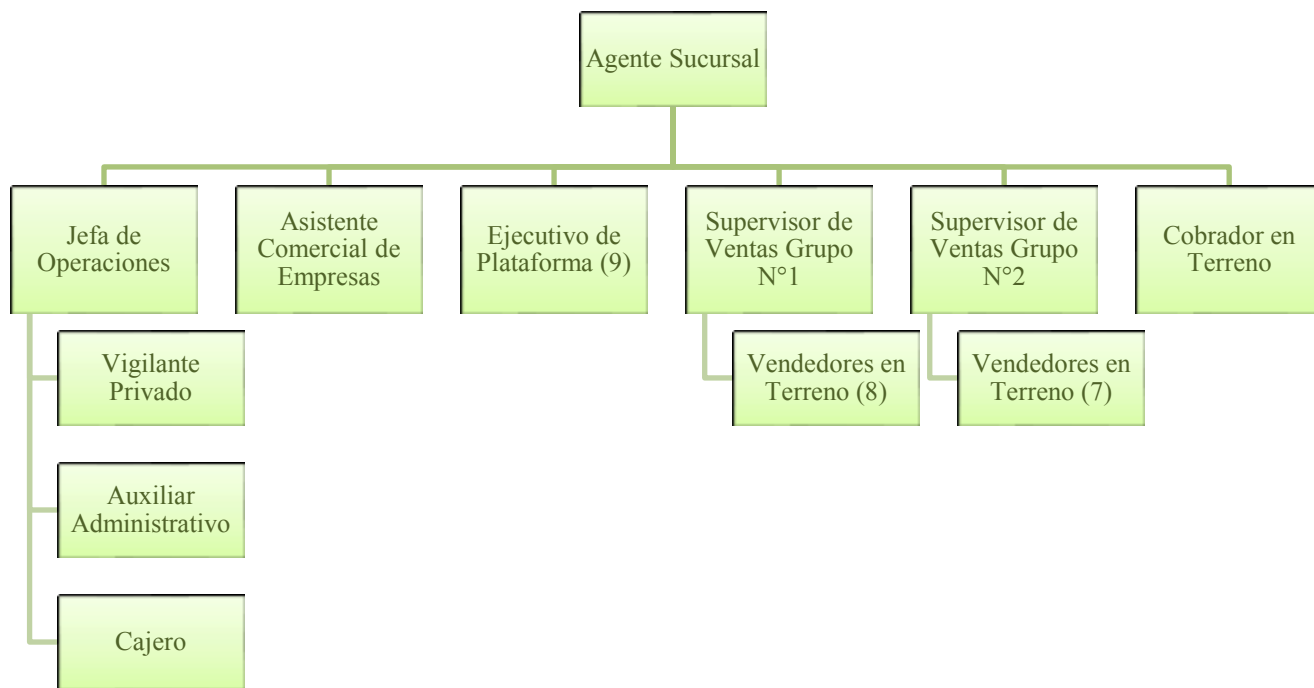 Agente Sucursal
Jefa de
Operaciones
Asistente
Comercial de
Empresas
Ejecutivo de
Plataforma (9)
Supervisor de
Ventas Grupo
N°1
Supervisor de
Ventas Grupo
N°2
Cobrador en
Terreno
Vigilante
Privado
Auxiliar
Administrativo
Cajero
Vendedores en
Terreno (8)
Vendedores en
Terreno (7)